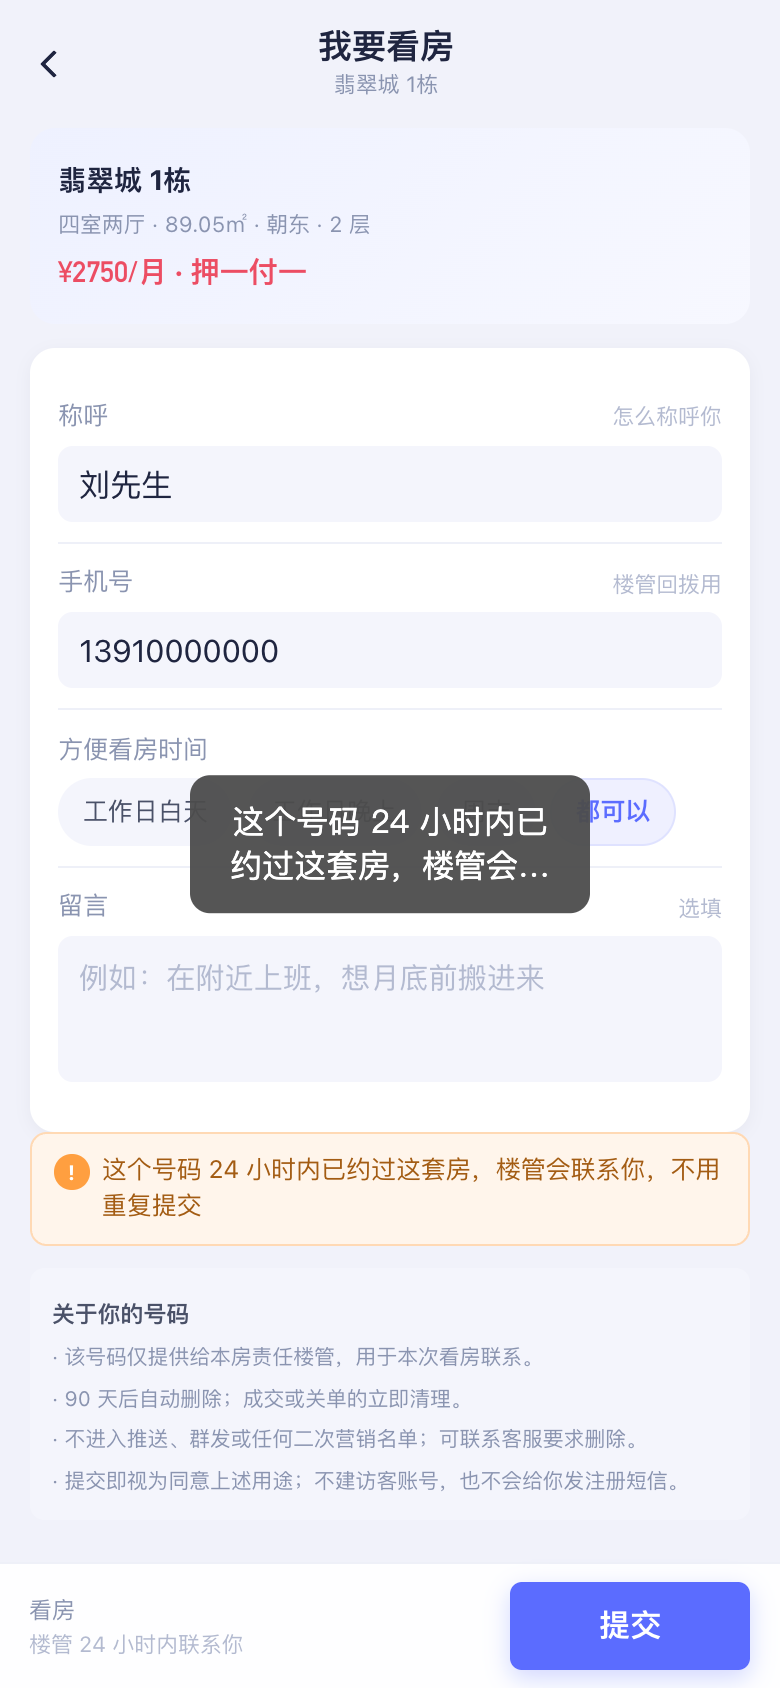 我要看房
翡翠城 1栋
翡翠城 1栋
四室两厅 · 89.05㎡ · 朝东 · 2 层
¥2750/月 · 押一付一
称呼
怎么称呼你
刘先生
手机号
楼管回拨用
13910000000
方便看房时间
工作日白天
都可以
这个号码 24 小时内已
约过这套房，楼管会...
留言
选填
例如：在附近上班，想月底前搬进来
这个号码 24 小时内已约过这套房，楼管会联系你，不用
重复提交
关于你的号码
· 该号码仅提供给本房责任楼管，用于本次看房联系。
· 90 天后自动删除；成交或关单的立即清理。
· 不进入推送、群发或任何二次营销名单；可联系客服要求删除。
· 提交即视为同意上述用途；不建访客账号，也不会给你发注册短信。
看房
楼管 24 小时内联系你
提交